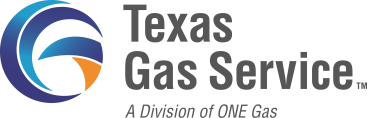 Texas
Gas Service™
A Division of ONE Gas